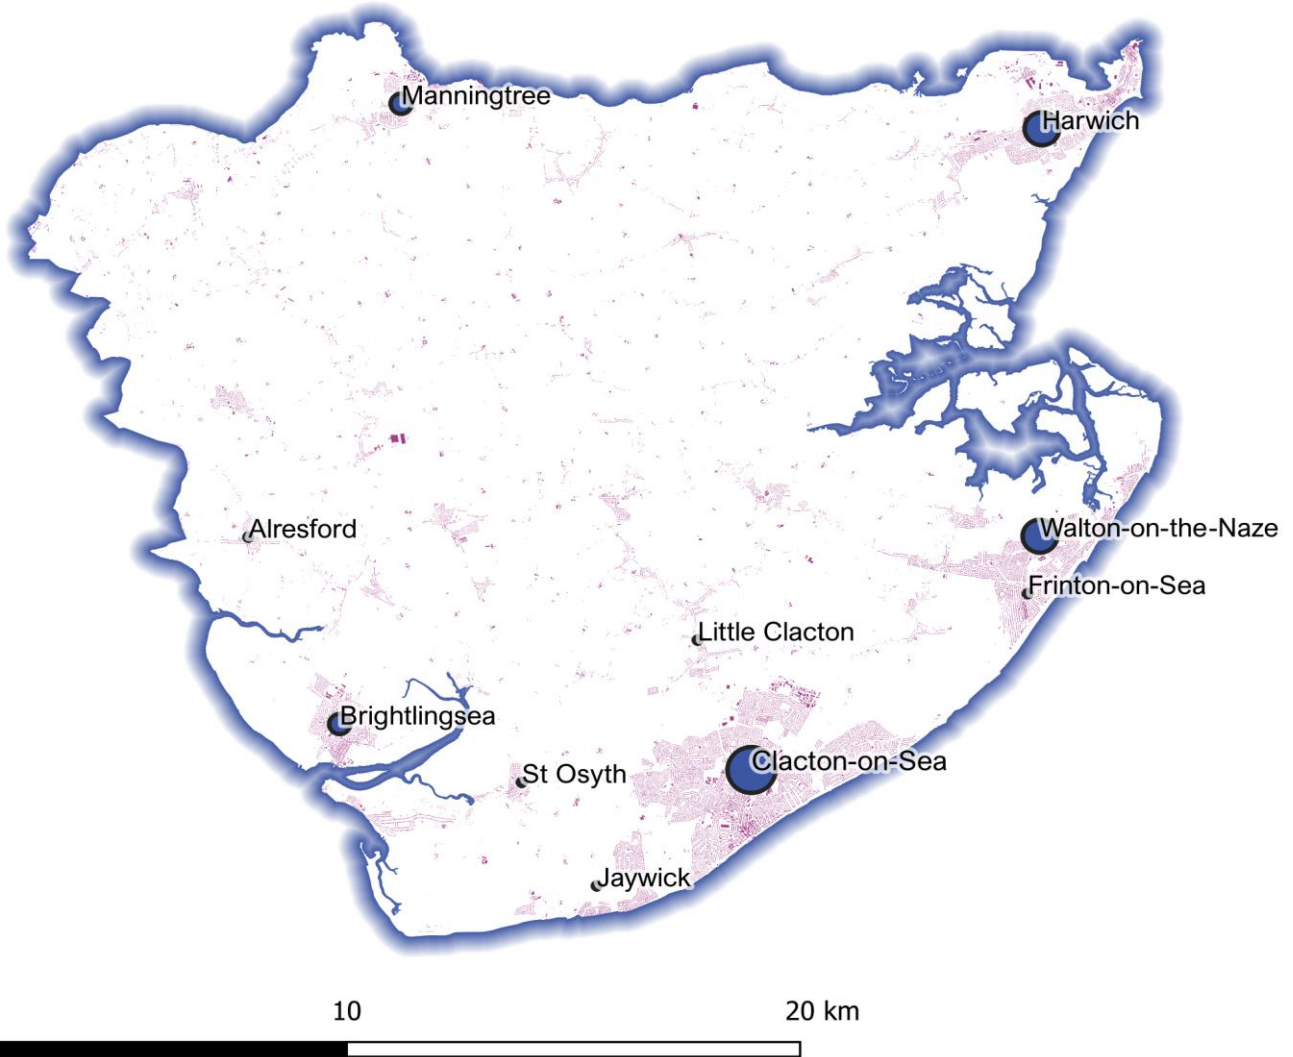 Manningtree
Harwich
Alresford
Walton-on-the-Naze
Frinton-on-Sea
Little Clacton
Brightlingsea
Clacton-on-Sea
St Osyth
Jaywick
10
20 km